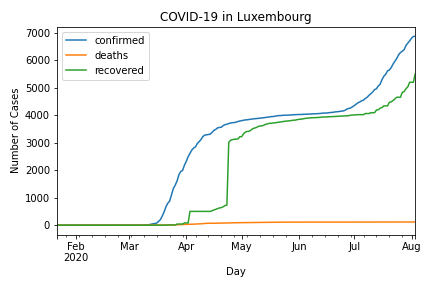 COVID-19 in Luxembourg
confirmed
deaths
recovered
Number of Cases
7000
6000
5000
4000
3000
2000
1000
0
Feb Mar Apr May Jun Jul Aug
2020
Day